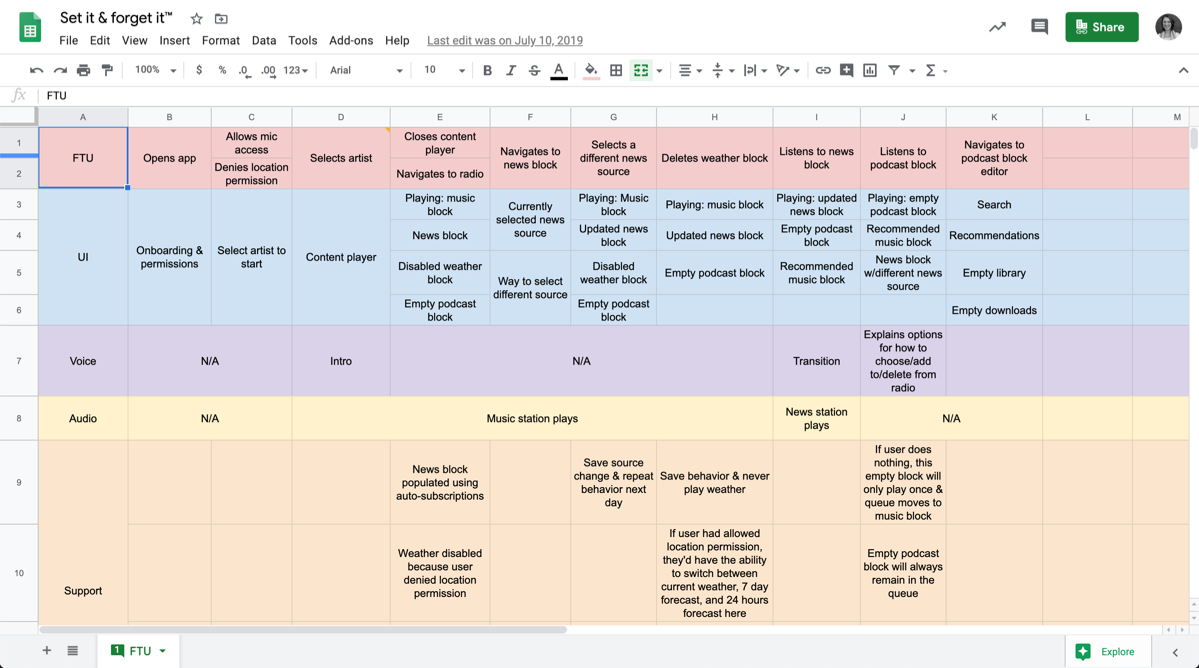 Set it & forget it™
File Edit View Insert Format Data Tools Add-ons Help Last edit was on July 10, 2019
Share
100% $ % .0 .00 123 Arial 10 B I S A Σ
fx FTU
A B C D E F G H I J K L M
1
2
FTU
Opens app
Allows mic
access
Denies location
permission
Selects artist
Closes content
player
Navigates to radio
Navigates to
news block
Selects a
different news
source
Deletes weather block
Listens to news
block
Listens to
podcast block
Navigates to
podcast block
editor
3
4
5
6
UI
Onboarding &
permissions
Select artist to
start
Content player
Playing: music
block
News block
Disabled weather
block
Empty podcast
block
Currently
selected news
source
Way to select
different source
Playing: Music
block
Updated news
block
Disabled
weather block
Empty podcast
block
Playing: music block
Updated news block
Empty podcast block
Playing: updated
news block
Empty podcast
block
Recommended
music block
Playing: empty
podcast block
Recommended
music block
News block
w/different news
source
Search
Recommendations
Empty library
Empty downloads
7
Voice
N/A
Intro
N/A
Transition
Explains options
for how to
choose/add
to/delete from
radio
8
Audio
N/A
Music station plays
News station
plays
N/A
9
News block
populated using
auto-subscriptions
Save source
change & repeat
behavior next
day
Save behavior & never
play weather
If user does
nothing, this
empty block will
only play once &
queue moves to
music block
10
Support
Weather disabled
because user
denied location
permission
If user had allowed
location permission,
they'd have the ability
to switch between
current weather, 7 day
forecast, and 24 hours
forecast here
Empty podcast
block will always
remain in the
queue
1 FTU
Explore